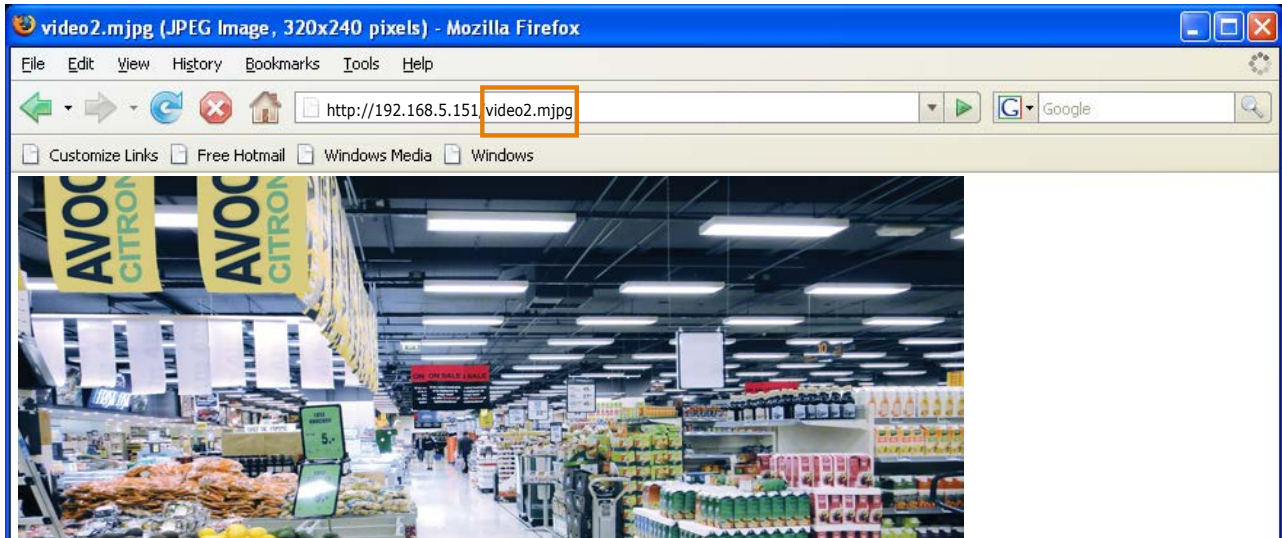 video2.mjpg (JPEG Image, 320x240 pixels) - Mozilla Firefox
File Edit View History Bookmarks Tools Help
http://192.168.5.151/video2.mjpg
G Google
Customize Links Free Hotmail Windows Media Windows
AVOC
CITRON
AVOC
CITRON
ON SALE
5.-